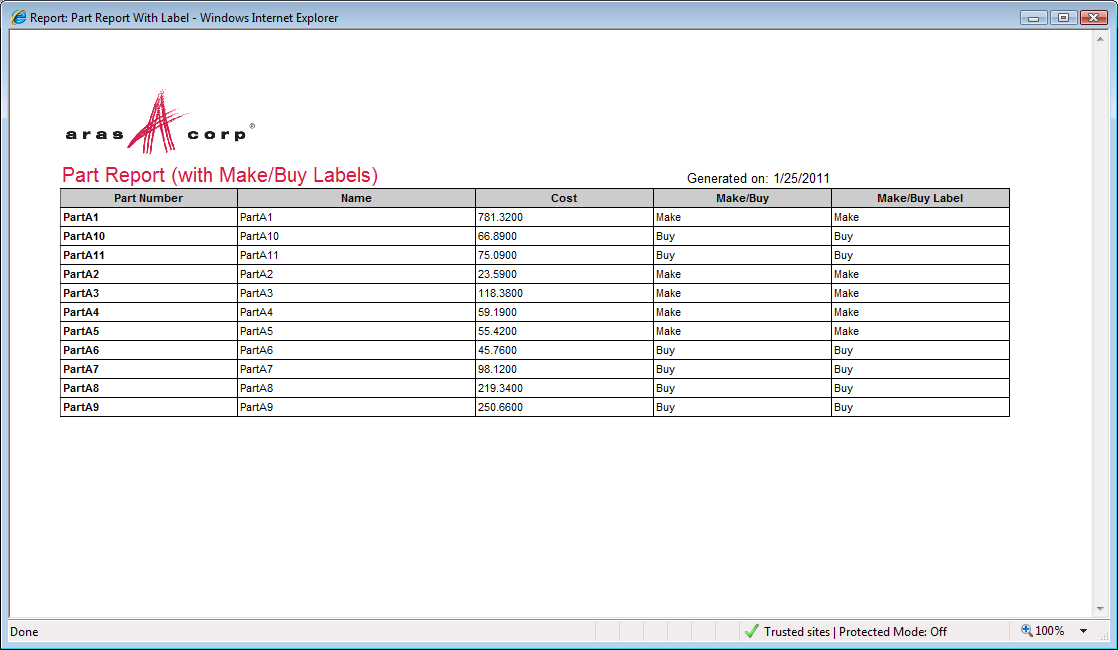 Report: Part Report With Label - Windows Internet Explorer
aras corp®
Part Report (with Make/Buy Labels)
Generated on: 1/25/2011
Part Number Name Cost Make/Buy Make/Buy Label
PartA1 PartA1 781.3200 Make Make
PartA10 PartA10 66.8900 Buy Buy
PartA11 PartA11 75.0900 Buy Buy
PartA2 PartA2 23.5900 Make Make
PartA3 PartA3 118.3800 Make Make
PartA4 PartA4 59.1900 Make Make
PartA5 PartA5 55.4200 Make Make
PartA6 PartA6 45.7600 Buy Buy
PartA7 PartA7 98.1200 Buy Buy
PartA8 PartA8 219.3400 Buy Buy
PartA9 PartA9 250.6600 Buy Buy
Done Trusted sites | Protected Mode: Off 100%